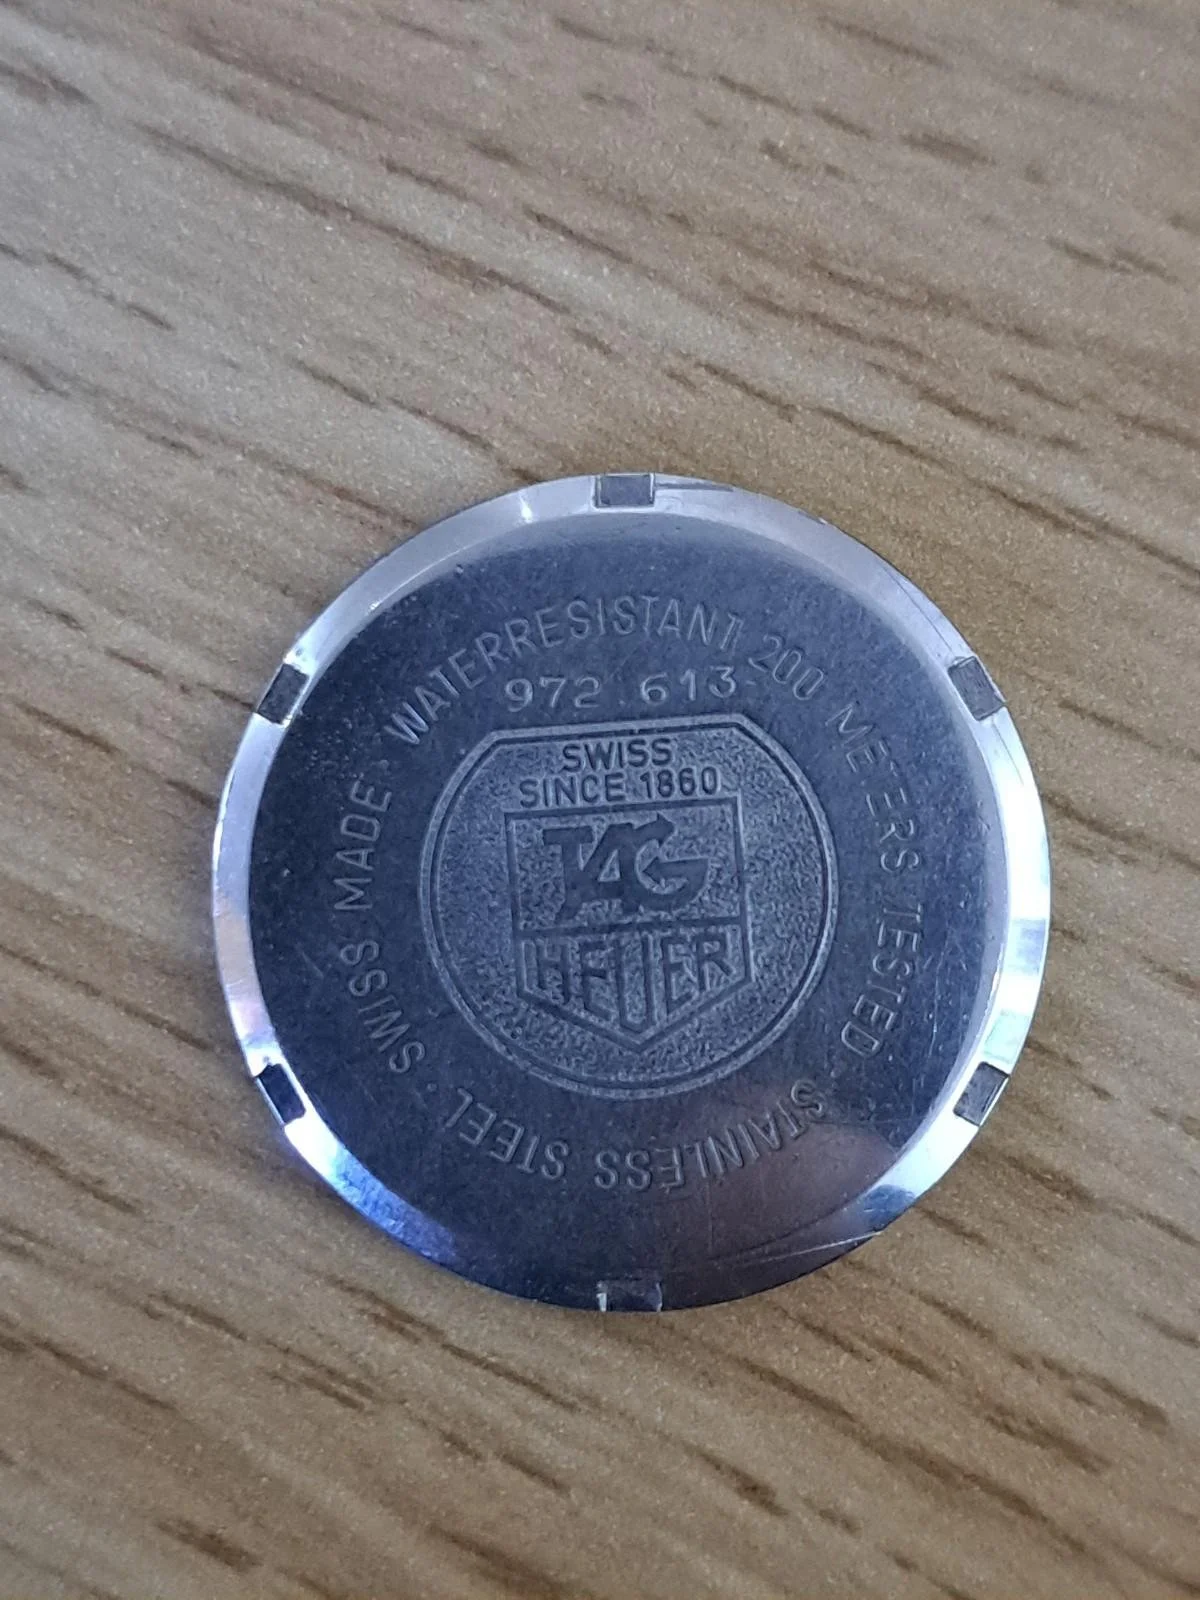 WATERRESISTANT 200 METERS TESTED · STAINLESS STEEL · SWISS MADE ·
972.613
SWISS
SINCE 1860
TAG
HEUER